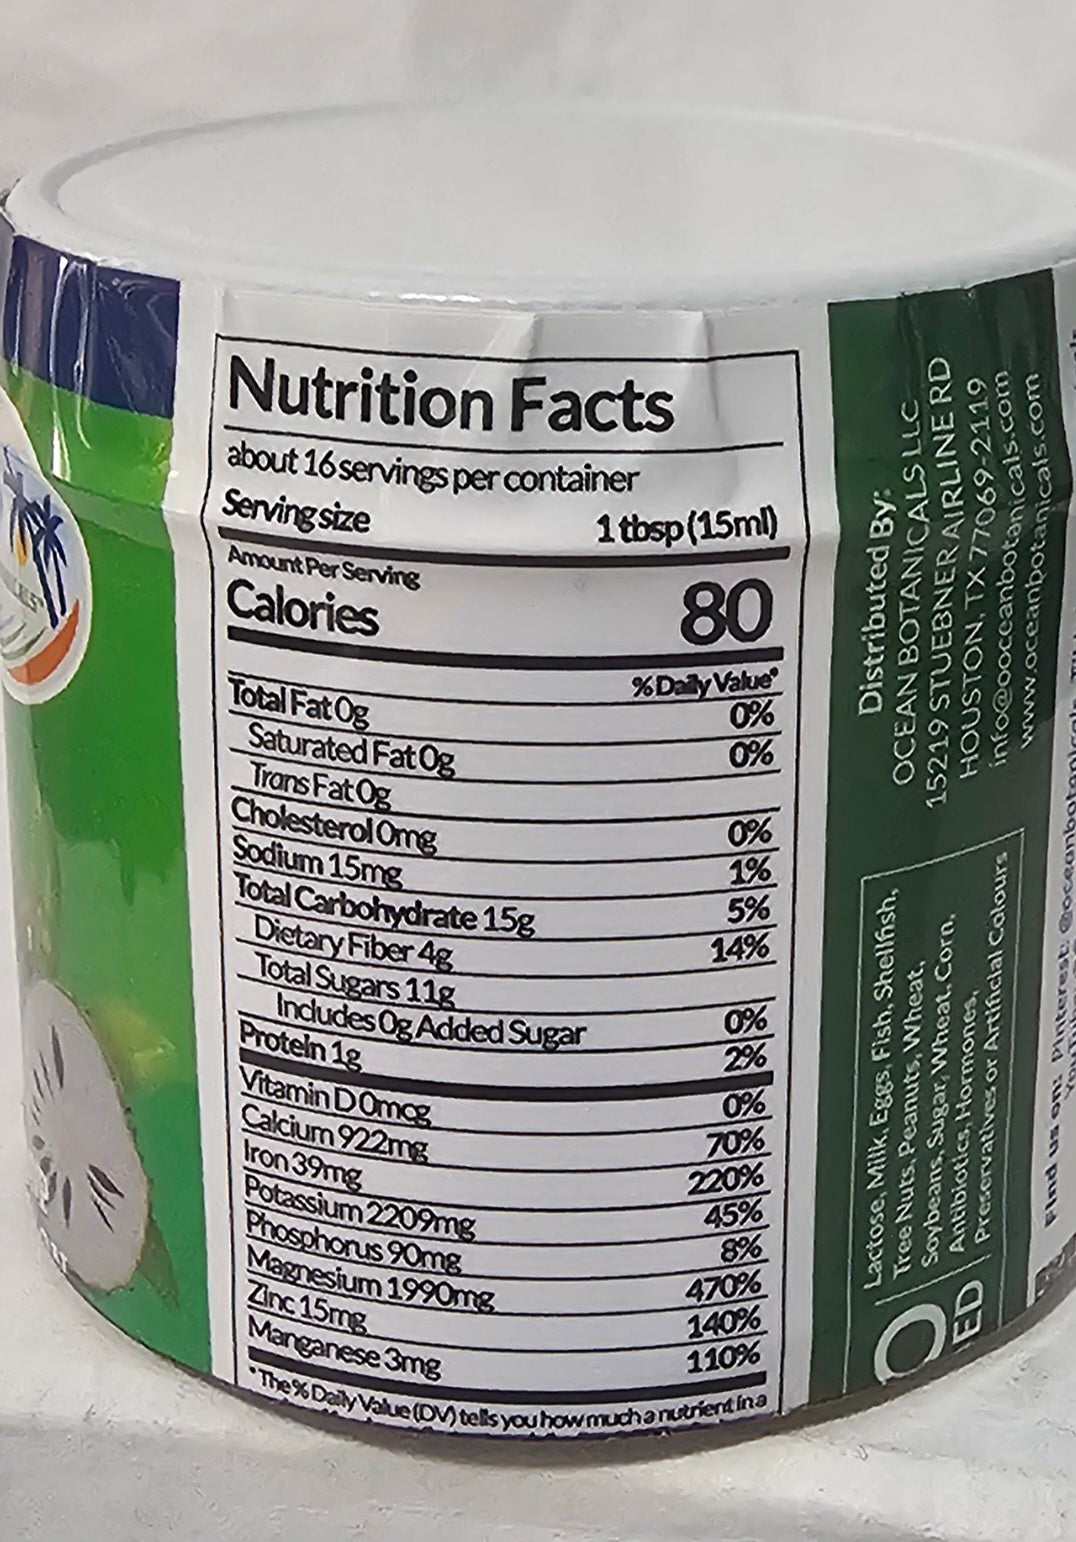 Nutrition Facts
about 16 servings per container
Serving size 1 tbsp (15ml)
Amount Per Serving
Calories 80
% Daily Value*
Total Fat 0g 0%
Saturated Fat 0g 0%
Trans Fat 0g
Cholesterol 0mg 0%
Sodium 15mg 1%
Total Carbohydrate 15g 5%
Dietary Fiber 4g 14%
Total Sugars 11g
Includes 0g Added Sugar 0%
Protein 1g 2%
Vitamin D 0mcg 0%
Calcium 922mg 70%
Iron 39mg 220%
Potassium 2209mg 45%
Phosphorus 90mg 8%
Magnesium 1990mg 470%
Zinc 15mg 140%
Manganese 3mg 110%
*The % Daily Value (DV) tells you how much a nutrient in a
Distributed By:
OCEAN BOTANICALS LLC
15219 STUEBNER AIRLINE RD
HOUSTON, TX 77069-2119
info@ooceanbotanicals.com
www.oceanbotanicals.com
Lactose, Milk, Eggs, Fish, Shellfish,
Tree Nuts, Peanuts, Wheat,
Soybeans, Sugar, Wheat, Corn,
Antibiotics, Hormones,
Preservatives or Artificial Colours
O
ED
Find us on: Pinterest: @oceanbotanicals